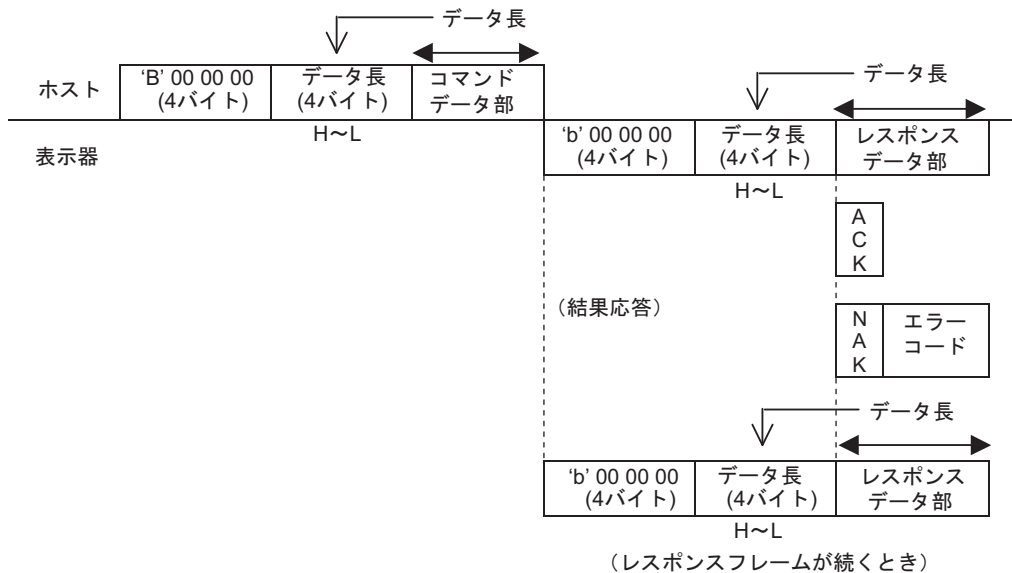 データ長
ホスト
'B' 00 00 00
(4バイト)
データ長
(4バイト)
コマンド
データ部
H～L
データ長
表示器
'b' 00 00 00
(4バイト)
データ長
(4バイト)
レスポンス
データ部
H～L
A
C
K
（結果応答）
N
A
K
エラー
コード
データ長
'b' 00 00 00
(4バイト)
データ長
(4バイト)
レスポンス
データ部
H～L
（レスポンスフレームが続くとき）